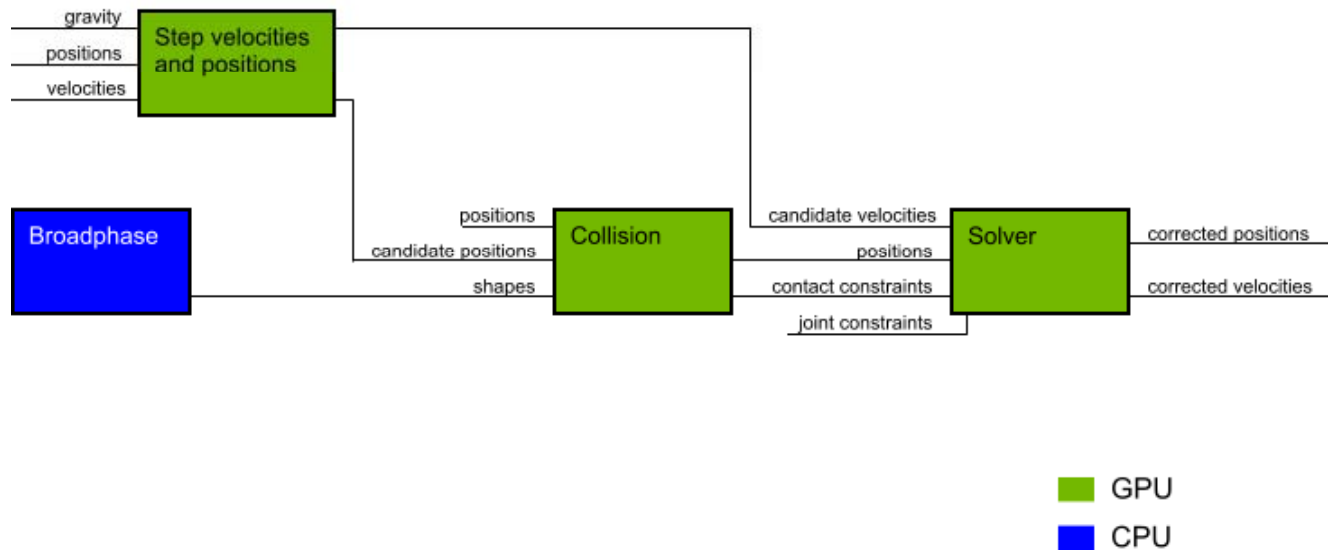 gravity
Step velocities
and positions
positions
velocities
Broadphase
positions
candidate positions
shapes
Collision
candidate velocities
positions
contact constraints
joint constraints
Solver
corrected positions
corrected velocities
GPU
CPU